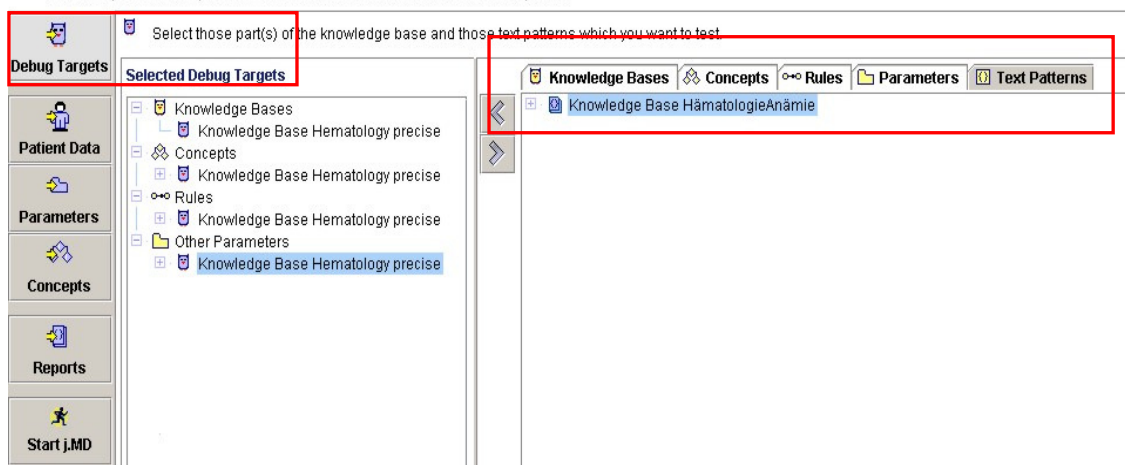 Select those part(s) of the knowledge base and those text patterns which you want to test.
Debug Targets
Patient Data
Parameters
Concepts
Reports
Start j.MD
Selected Debug Targets
Knowledge Bases
Knowledge Base Hematology precise
Concepts
Knowledge Base Hematology precise
Rules
Knowledge Base Hematology precise
Other Parameters
Knowledge Base Hematology precise
Knowledge Bases Concepts Rules Parameters Text Patterns
Knowledge Base HämatologieAnämie